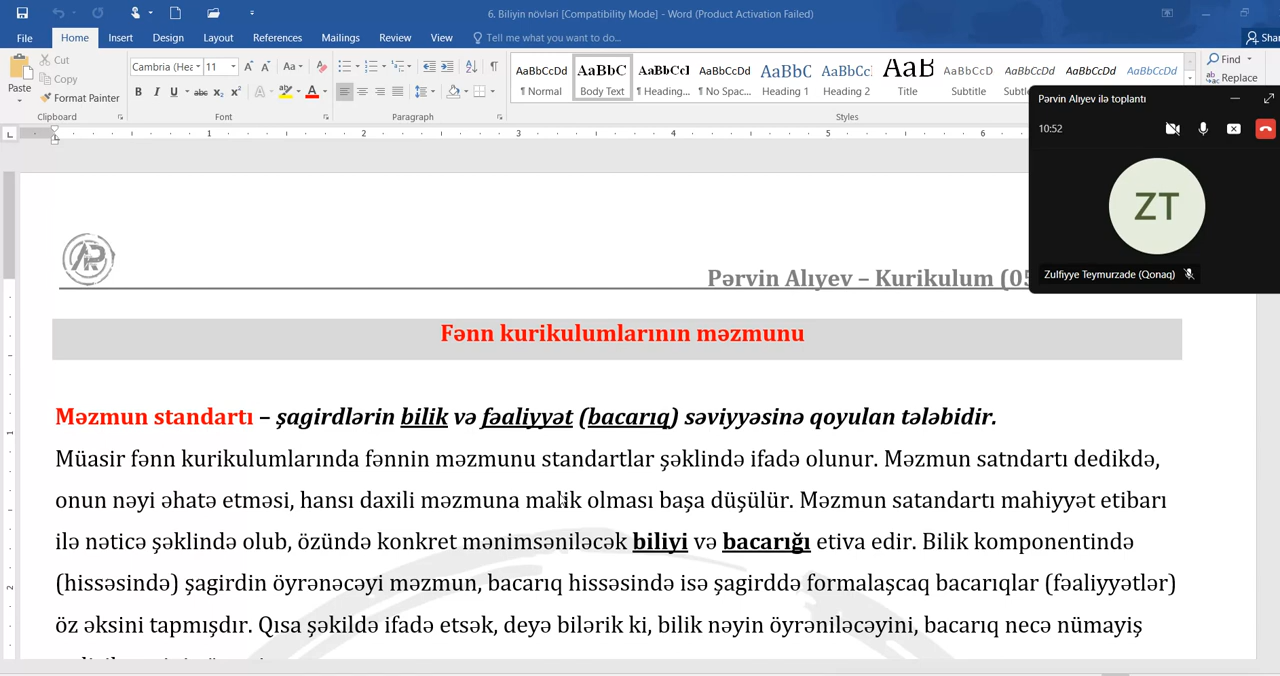 6. Biliyin növləri [Compatibility Mode] - Word (Product Activation Failed)
File Home Insert Design Layout References Mailings Review View Tell me what you want to do...
Cut
Copy
Format Painter
Paste
Clipboard
Cambria (Hea 11
Font
Paragraph
AaBbCcDd AaBbC AaBbCcI AaBbCcDd AaBbC AaBbCc AaB AaBbCcD AaBbCcDd AaBbCcDd AaBbCcDd
¶ Normal Body Text ¶ Heading... ¶ No Spac... Heading 1 Heading 2 Title Subtitle
Styles
Find
Replace
Shar
Pərvin Alıyev ilə toplantı
10:52
ZT
Zulfiyye Teymurzade (Qonaq)
1 2 3 4 5 6
Pərvin Alıyev – Kurikulum (05
Fənn kurikulumlarının məzmunu
Məzmun standartı – şagirdlərin bilik və fəaliyyət (bacarıq) səviyyəsinə qoyulan tələbidir.
Müasir fənn kurikulumlarında fənnin məzmunu standartlar şəklində ifadə olunur. Məzmun satndartı dedikdə,
onun nəyi əhatə etməsi, hansı daxili məzmuna malik olması başa düşülür. Məzmun satandartı mahiyyət etibarı
ilə nəticə şəklində olub, özündə konkret mənimsəniləcək biliyi və bacarığı etiva edir. Bilik komponentində
(hissəsində) şagirdin öyrənəcəyi məzmun, bacarıq hissəsində isə şagirddə formalaşcaq bacarıqlar (fəaliyyətlər)
öz əksini tapmışdır. Qısa şəkildə ifadə etsək, deyə bilərik ki, bilik nəyin öyrəniləcəyini, bacarıq necə nümayiş